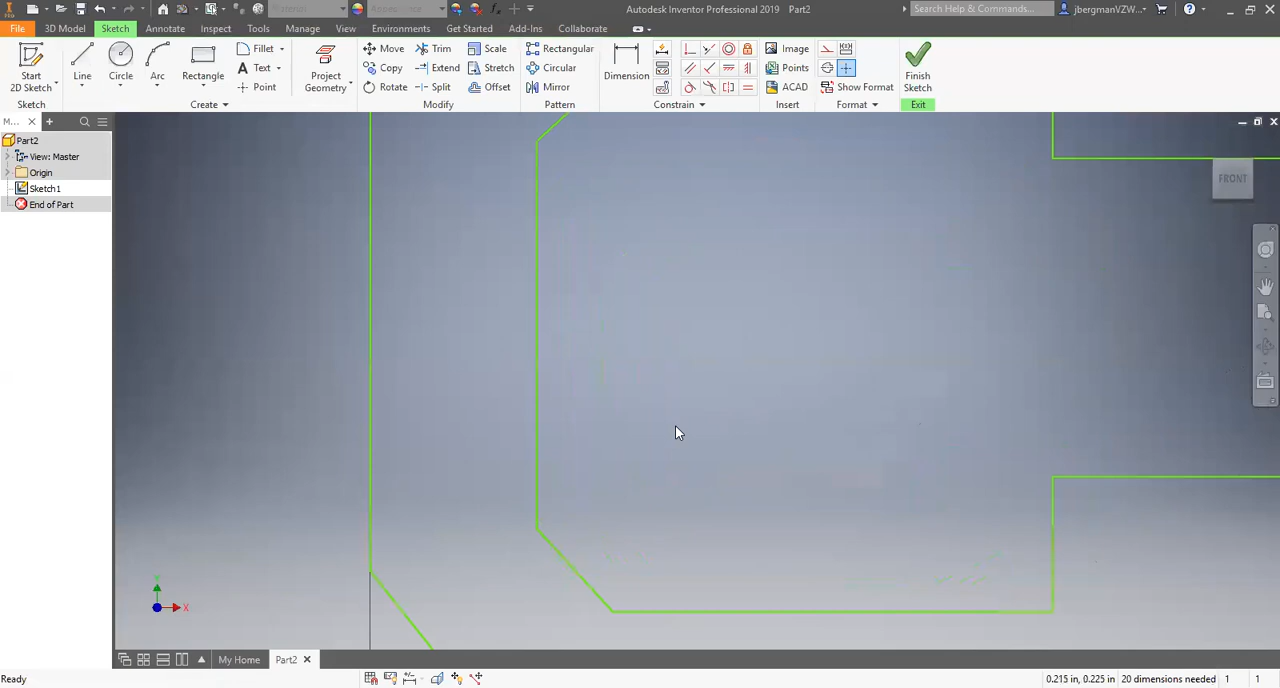 Autodesk Inventor Professional 2019 Part2
Search Help & Commands...
jbergmanVZW...
File 3D Model Sketch Annotate Inspect Tools Manage View Environments Get Started Add-Ins Collaborate
Start
2D Sketch
Line
Circle
Arc
Rectangle
Fillet
Text
Point
Project
Geometry
Move Trim Scale
Copy Extend Stretch
Rotate Split Offset
Rectangular
Circular
Mirror
Dimension
Image
Points
ACAD
Show Format
Finish
Sketch
Sketch Create Modify Pattern Constrain Insert Format Exit
M...
Part2
View: Master
Origin
Sketch1
End of Part
FRONT
Y
X
My Home Part2
Ready
0.215 in, 0.225 in 20 dimensions needed 1 1